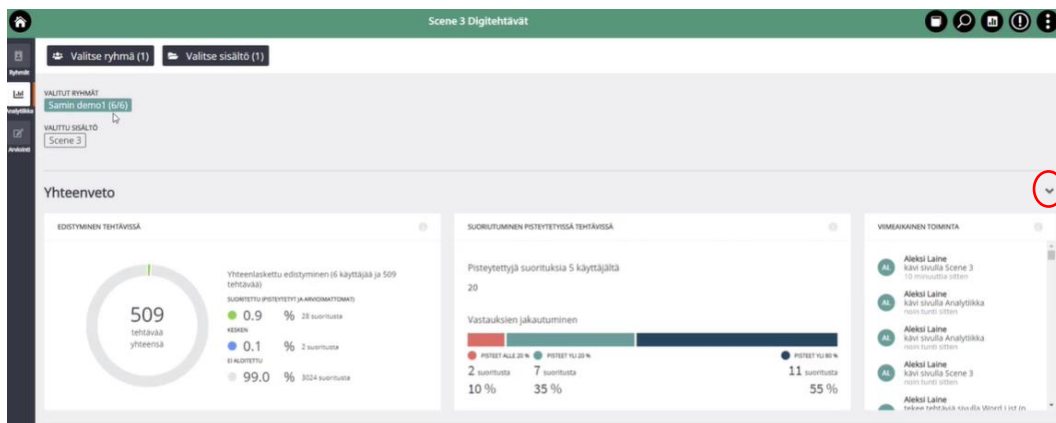 Scene 3 Digitehtävät
Ryhmät
Analytiikka
Arviointi
Valitse ryhmä (1)
Valitse sisältö (1)
VALITUT RYHMÄT
Samin demo1 (6/6)
VALITTU SISÄLTÖ
Scene 3
Yhteenveto
EDISTYMINEN TEHTÄVISSÄ
509
tehtävää
yhteensä
Yhteenlaskettu edistyminen (6 käyttäjää ja 509
tehtävää)
SUORITETTU (PISTEYTETYT JA ARVIOIMATTOMAT)
0.9 % 28 suoritusta
KESKEN
0.1 % 2 suoritusta
EI ALOITETTU
99.0 % 3024 suoritusta
SUORIUTUMINEN PISTEYTETYISSÄ TEHTÄVISSÄ
Pisteytettyjä suorituksia 5 käyttäjältä
20
Vastauksien jakautuminen
PISTEET ALLE 20 % PISTEET YLI 20 % PISTEET YLI 80 %
2 suoritusta 7 suoritusta 11 suoritusta
10 % 35 % 55 %
VIIMEAIKAINEN TOIMINTA
AL Aleksi Laine
kävi sivulla Scene 3
10 minuuttia sitten
AL Aleksi Laine
kävi sivulla Analytiikka
noin tunti sitten
AL Aleksi Laine
kävi sivulla Analytiikka
noin tunti sitten
AL Aleksi Laine
kävi sivulla Scene 3
noin tunti sitten
AL Aleksi Laine
tekee tehtäviä sivulla Word List (n